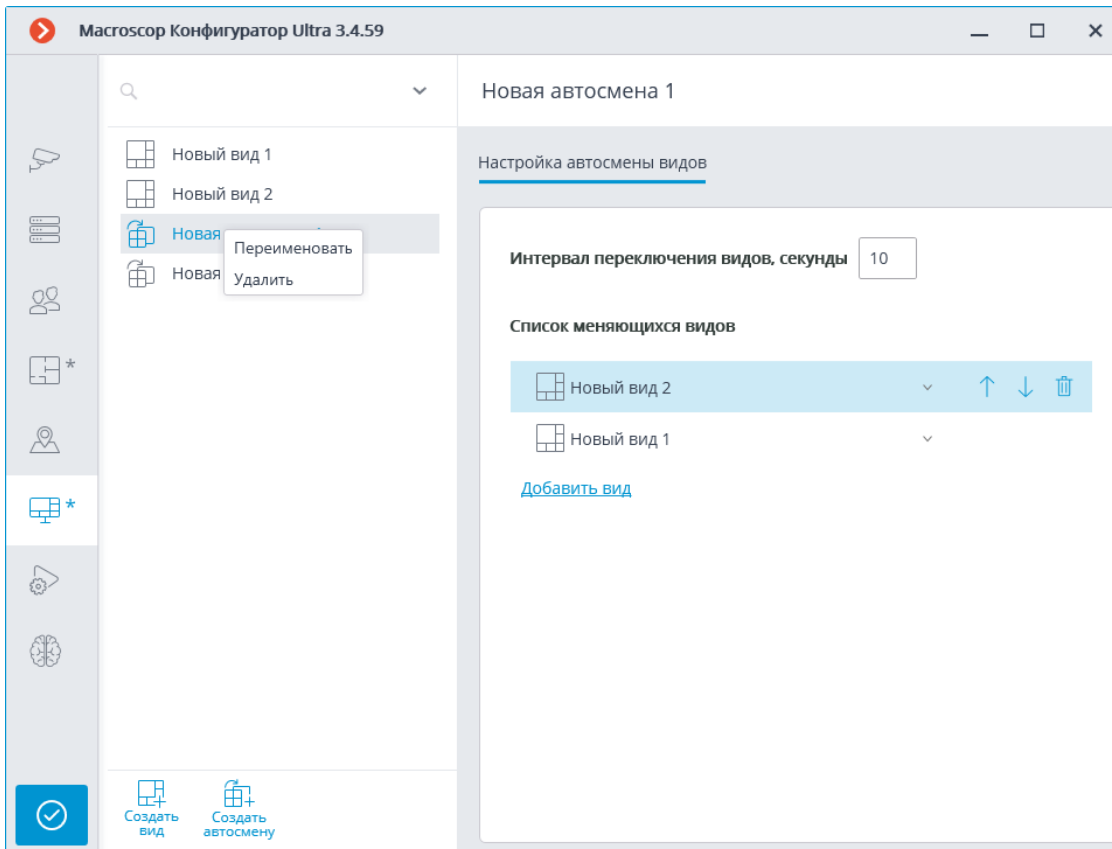 Macroscop Конфигуратор Ultra 3.4.59
Новая автосмена 1
Новый вид 1
Новый вид 2
Новая
Переименовать
Новая
Удалить
Настройка автосмены видов
Интервал переключения видов, секунды 10
Список меняющихся видов
Новый вид 2
Новый вид 1
Добавить вид
Создать
вид
Создать
автосмену